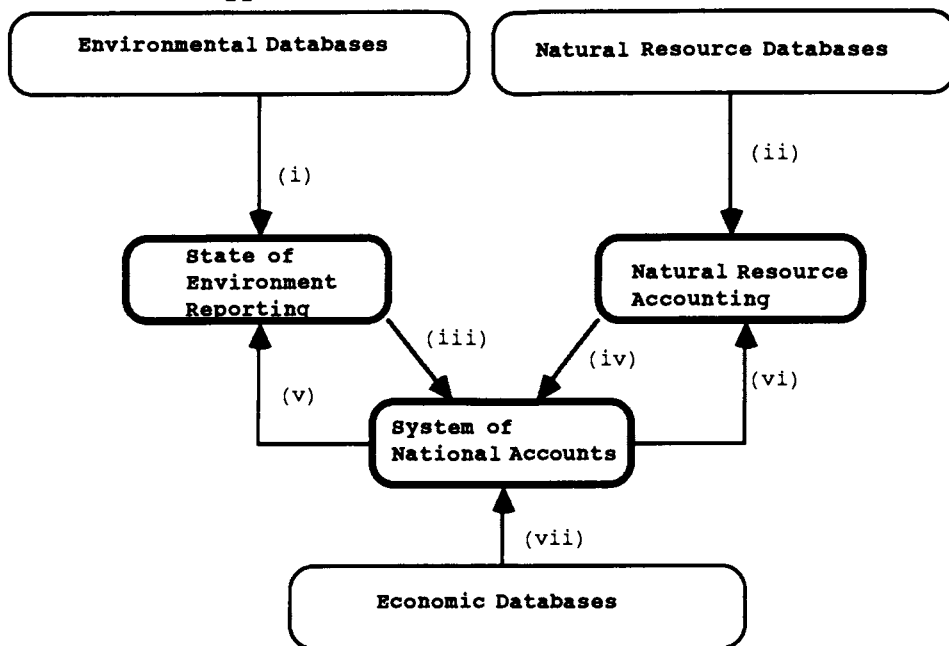 Environmental Databases
Natural Resource Databases
(i)
(ii)
State of
Environment
Reporting
Natural Resource
Accounting
(iii)
(iv)
(v)
(vi)
System of
National Accounts
(vii)
Economic Databases